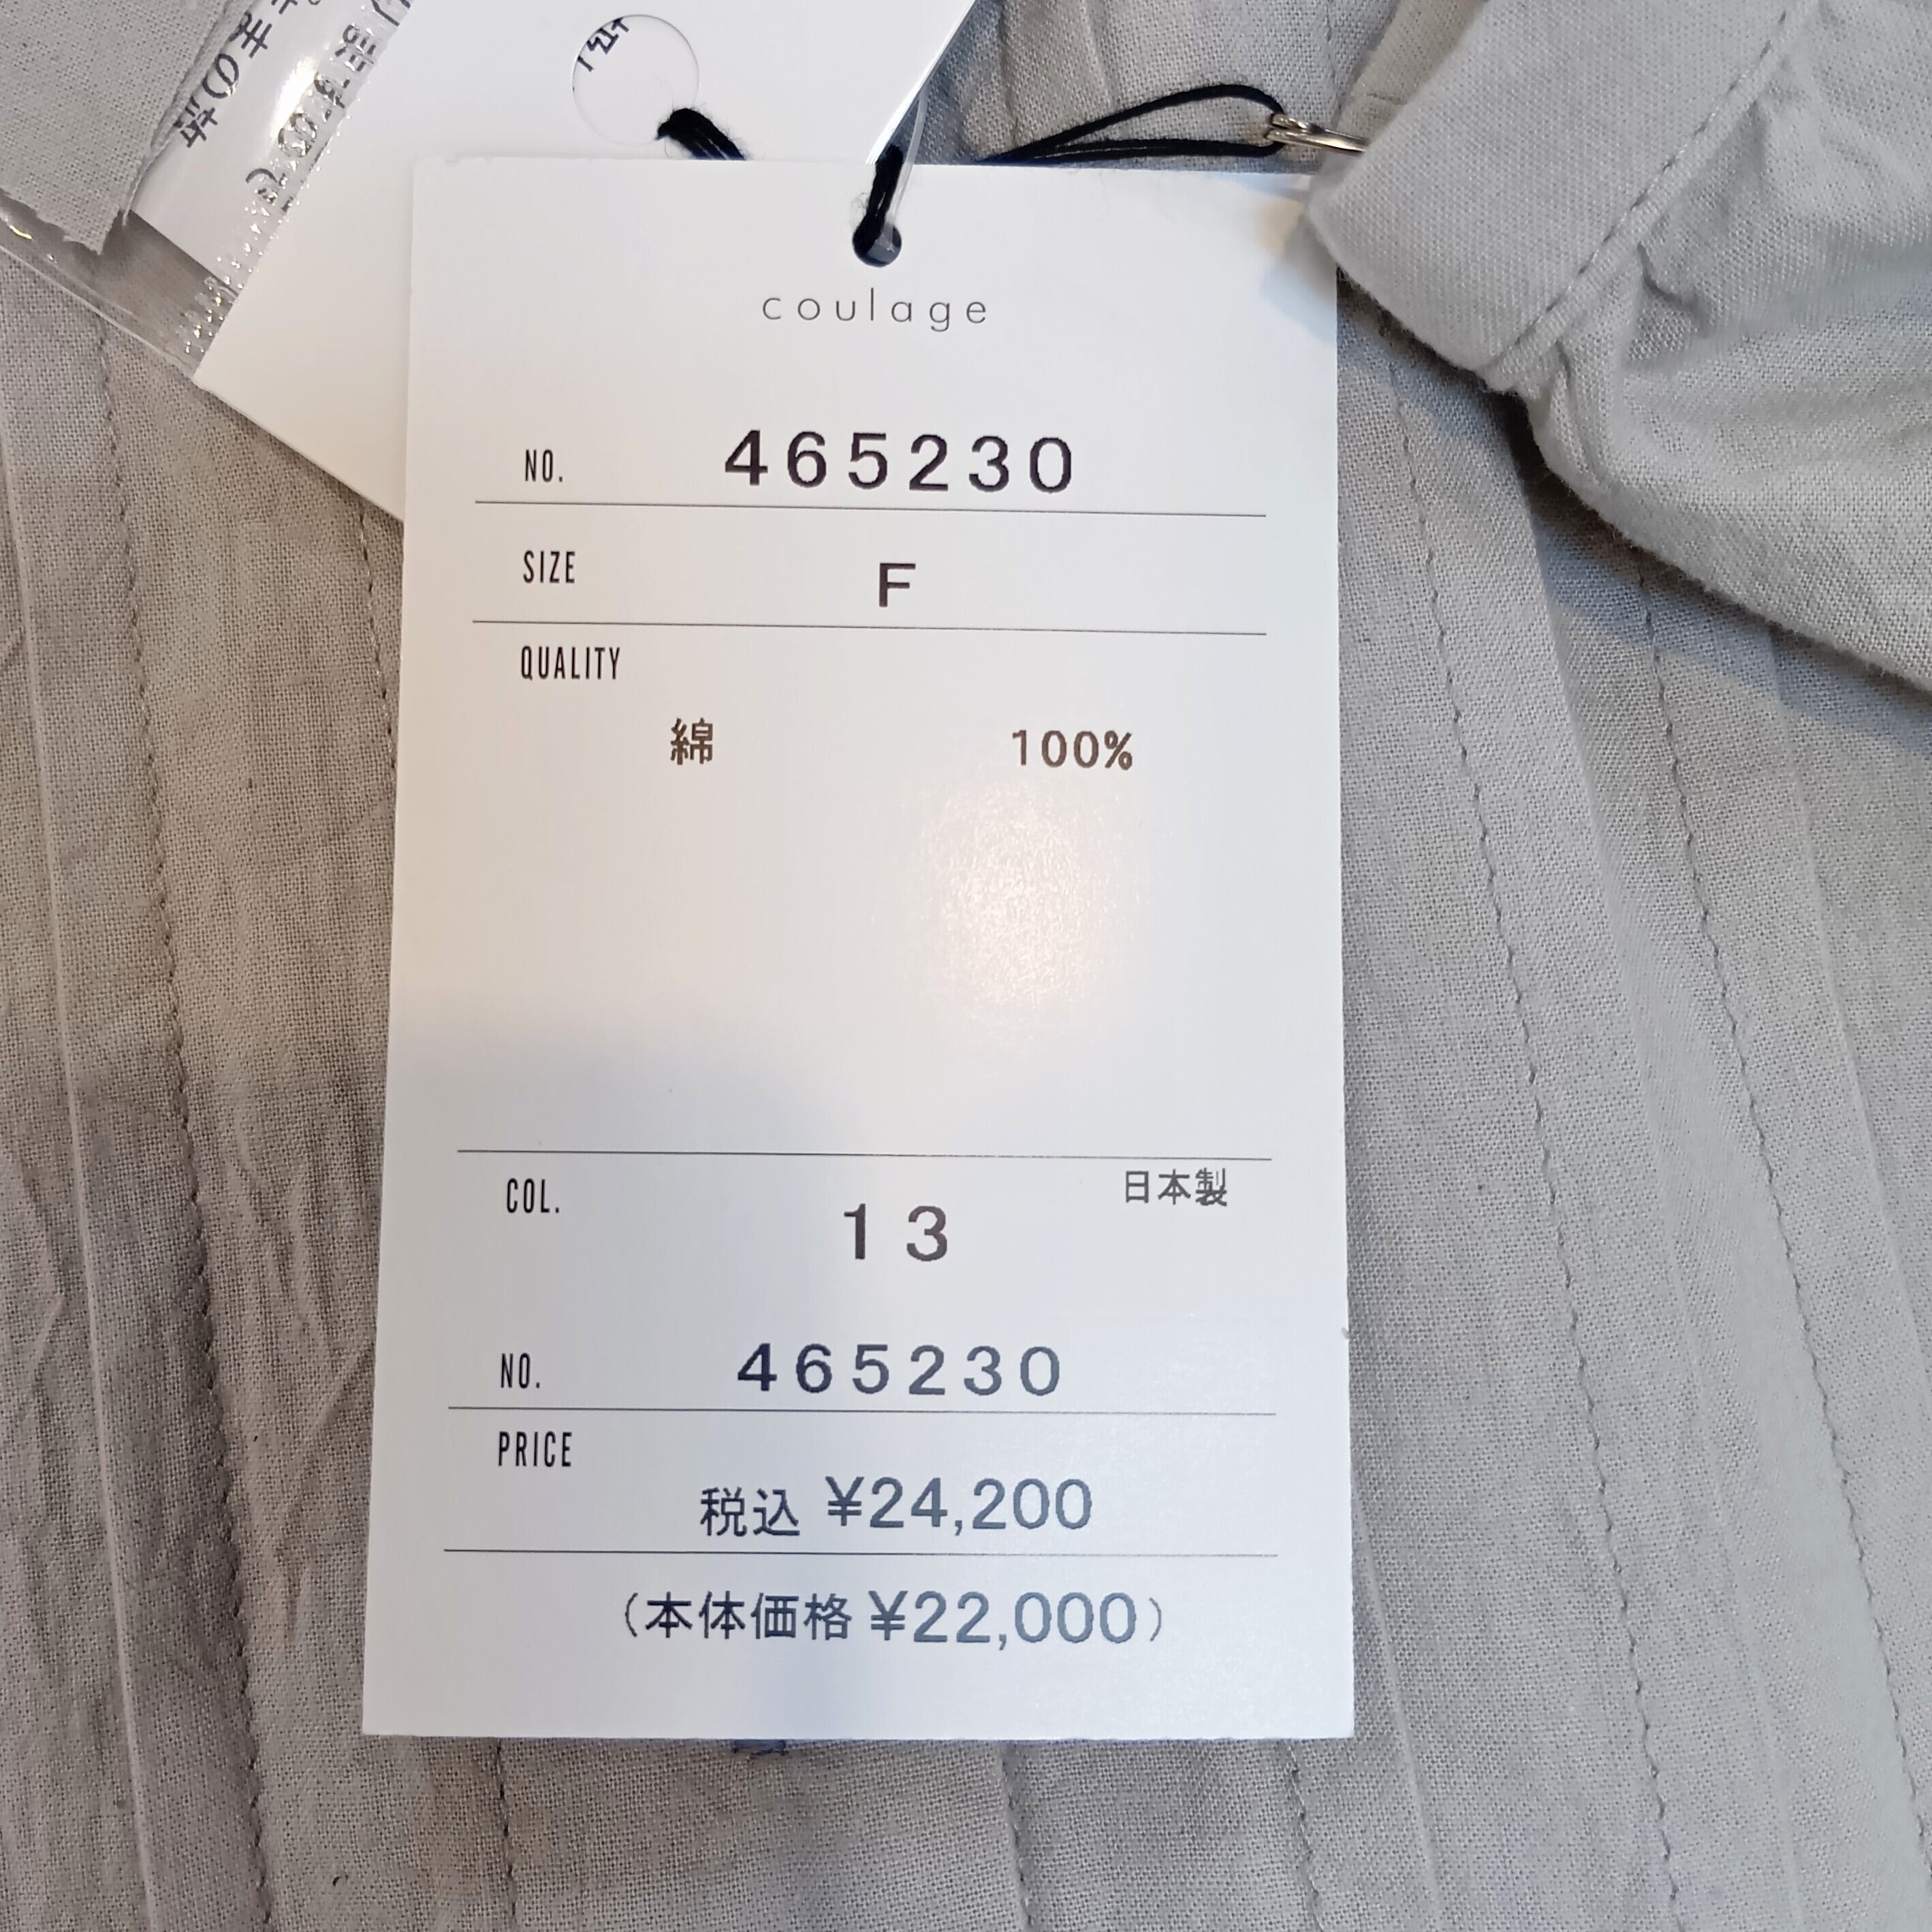 coulage
NO. 465230
SIZE F
QUALITY
綿 100%
COL. 13 日本製
NO. 465230
PRICE
税込 ¥24,200
(本体価格 ¥22,000)